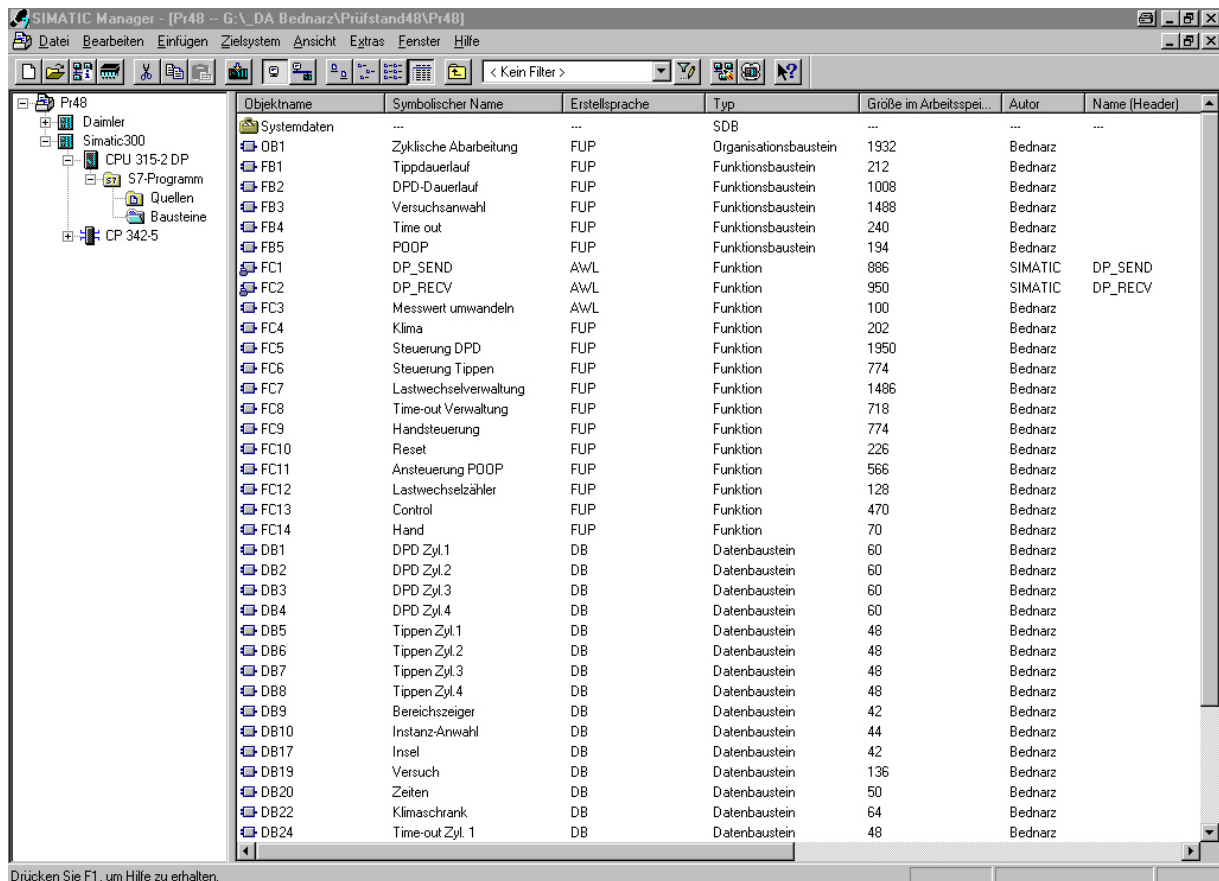 SIMATIC Manager - [Pr48 -- G:\_DA Bednarz\Prüfstand48\Pr48]
Datei Bearbeiten Einfügen Zielsystem Ansicht Extras Fenster Hilfe
< Kein Filter >
Pr48
Daimler
Simatic300
CPU 315-2 DP
S7-Programm
Quellen
Bausteine
CP 342-5
Objektname Symbolischer Name Erstellsprache Typ Größe im Arbeitsspei... Autor Name (Header)
Systemdaten --- --- SDB --- --- ---
OB1 Zyklische Abarbeitung FUP Organisationsbaustein 1932 Bednarz
FB1 Tippdauerlauf FUP Funktionsbaustein 212 Bednarz
FB2 DPD-Dauerlauf FUP Funktionsbaustein 1008 Bednarz
FB3 Versuchsanwahl FUP Funktionsbaustein 1488 Bednarz
FB4 Time out FUP Funktionsbaustein 240 Bednarz
FB5 POOP FUP Funktionsbaustein 194 Bednarz
FC1 DP_SEND AWL Funktion 886 SIMATIC DP_SEND
FC2 DP_RECV AWL Funktion 950 SIMATIC DP_RECV
FC3 Messwert umwandeln AWL Funktion 100 Bednarz
FC4 Klima FUP Funktion 202 Bednarz
FC5 Steuerung DPD FUP Funktion 1950 Bednarz
FC6 Steuerung Tippen FUP Funktion 774 Bednarz
FC7 Lastwechselverwaltung FUP Funktion 1486 Bednarz
FC8 Time-out Verwaltung FUP Funktion 718 Bednarz
FC9 Handsteuerung FUP Funktion 774 Bednarz
FC10 Reset FUP Funktion 226 Bednarz
FC11 Ansteuerung POOP FUP Funktion 566 Bednarz
FC12 Lastwechselzähler FUP Funktion 128 Bednarz
FC13 Control FUP Funktion 470 Bednarz
FC14 Hand FUP Funktion 70 Bednarz
DB1 DPD Zyl.1 DB Datenbaustein 60 Bednarz
DB2 DPD Zyl.2 DB Datenbaustein 60 Bednarz
DB3 DPD Zyl.3 DB Datenbaustein 60 Bednarz
DB4 DPD Zyl.4 DB Datenbaustein 60 Bednarz
DB5 Tippen Zyl.1 DB Datenbaustein 48 Bednarz
DB6 Tippen Zyl.2 DB Datenbaustein 48 Bednarz
DB7 Tippen Zyl.3 DB Datenbaustein 48 Bednarz
DB8 Tippen Zyl.4 DB Datenbaustein 48 Bednarz
DB9 Bereichszeiger DB Datenbaustein 42 Bednarz
DB10 Instanz-Anwahl DB Datenbaustein 44 Bednarz
DB17 Insel DB Datenbaustein 42 Bednarz
DB19 Versuch DB Datenbaustein 136 Bednarz
DB20 Zeiten DB Datenbaustein 50 Bednarz
DB22 Klimaschrank DB Datenbaustein 64 Bednarz
DB24 Time-out Zyl. 1 DB Datenbaustein 48 Bednarz
Drücken Sie F1, um Hilfe zu erhalten.